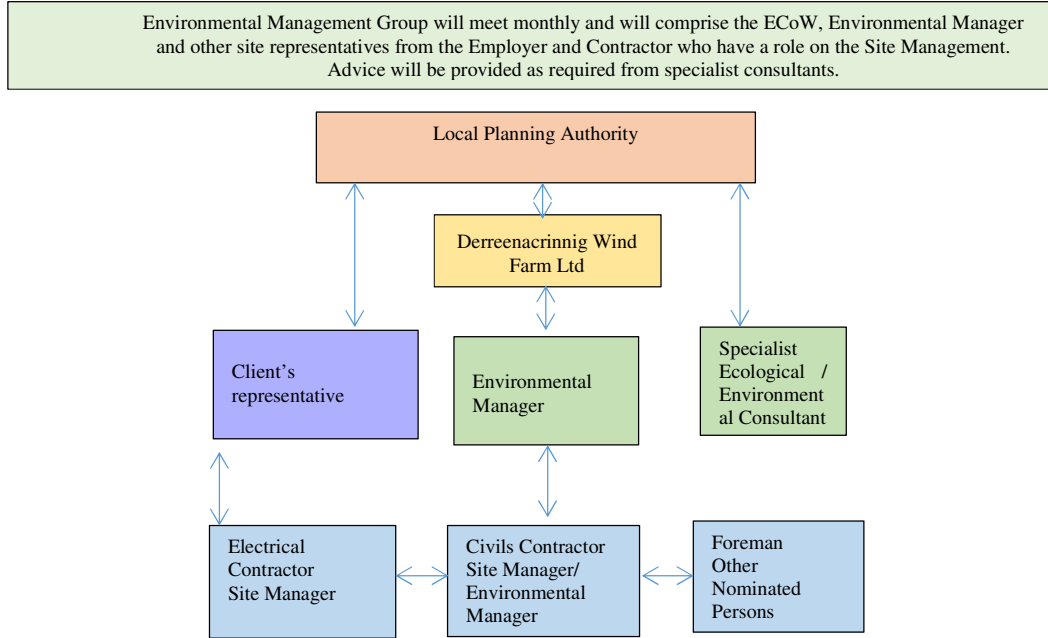 Environmental Management Group will meet monthly and will comprise the ECoW, Environmental Manager
and other site representatives from the Employer and Contractor who have a role on the Site Management.
Advice will be provided as required from specialist consultants.
Local Planning Authority
Derreenacrinnig Wind
Farm Ltd
Client's
representative
Environmental
Manager
Specialist
Ecological /
Environment
al Consultant
Electrical
Contractor
Site Manager
Civils Contractor
Site Manager/
Environmental
Manager
Foreman
Other
Nominated
Persons